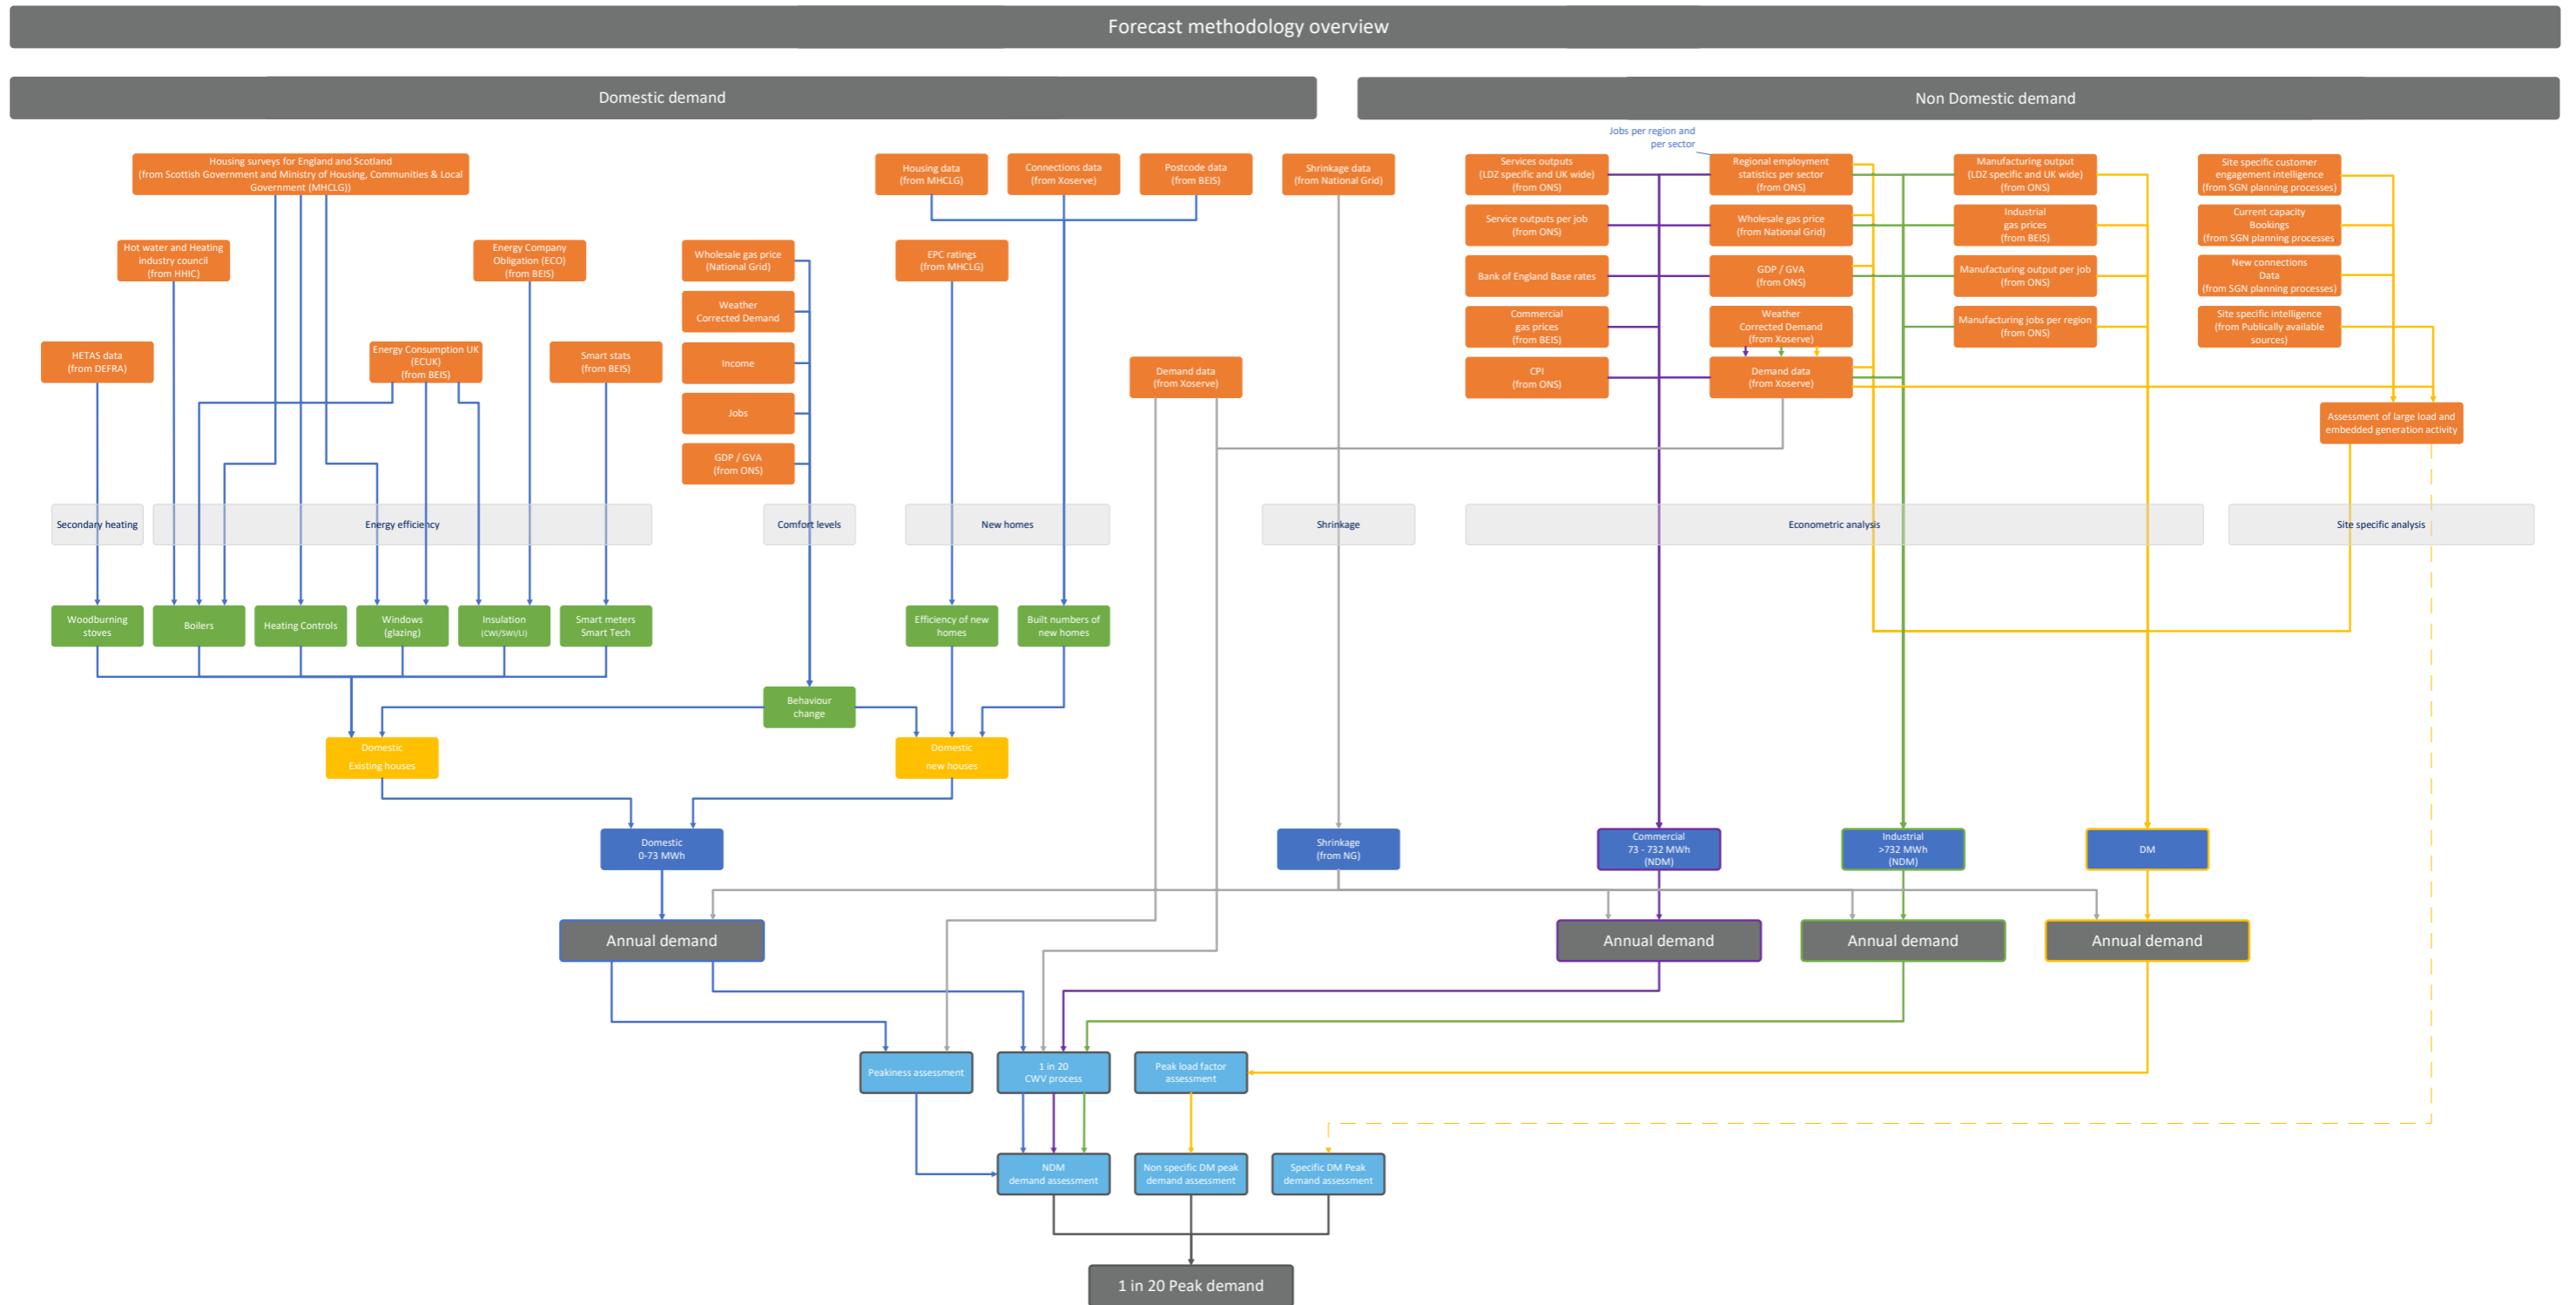 Forecast methodology overview
Domestic demand
Non Domestic demand
Jobs per region and
per sector
Housing surveys for England and Scotland
(from Scottish Government and Ministry of Housing, Communities & Local
Government (MHCLG))
Housing data
(from MHCLG)
Connections data
(from Xoserve)
Postcode data
(from BEIS)
Shrinkage data
(from National Grid)
Services outputs
(LDZ specific and UK wide)
(from ONS)
Regional employment
statistics per sector
(from ONS)
Manufacturing output
(LDZ specific and UK wide)
(from ONS)
Site specific customer
engagement intelligence
(from SGN planning processes)
Service outputs per job
(from ONS)
Wholesale gas price
(from National Grid)
Industrial
gas prices
(from BEIS)
Current capacity
Bookings
(from SGN planning processes
Hot water and Heating
industry council
(from HHIC)
Energy Company
Obligation (ECO)
(from BEIS)
Wholesale gas price
(National Grid)
EPC ratings
(from MHCLG)
Bank of England Base rates
GDP / GVA
(from ONS)
Manufacturing output per job
(from ONS)
New connections
Data
(from SGN planning processes)
Weather
Corrected Demand
Commercial
gas prices
(from BEIS)
Weather
Corrected Demand
(from Xoserve)
Manufacturing jobs per region
(from ONS)
Site specific intelligence
(from Publically available
sources)
HETAS data
(from DEFRA)
Energy Consumption UK
(ECUK)
(from BEIS)
Smart stats
(from BEIS)
Income
Demand data
(from Xoserve)
CPI
(from ONS)
Demand data
(from Xoserve)
Jobs
Assessment of large load and
embedded generation activity
GDP / GVA
(from ONS)
Secondary heating
Energy efficiency
Comfort levels
New homes
Shrinkage
Econometric analysis
Site specific analysis
Woodburning
stoves
Boilers
Heating Controls
Windows
(glazing)
Insulation
(CWI/SWI/LI)
Smart meters
Smart Tech
Efficiency of new
homes
Built numbers of
new homes
Behaviour
change
Domestic
Existing houses
Domestic
new houses
Domestic
0-73 MWh
Shrinkage
(from NG)
Commercial
73 - 732 MWh
(NDM)
Industrial
>732 MWh
(NDM)
DM
Annual demand
Annual demand
Annual demand
Annual demand
Peakiness assessment
1 in 20
CWV process
Peak load factor
assessment
NDM
demand assessment
Non specific DM peak
demand assessment
Specific DM Peak
demand assessment
1 in 20 Peak demand